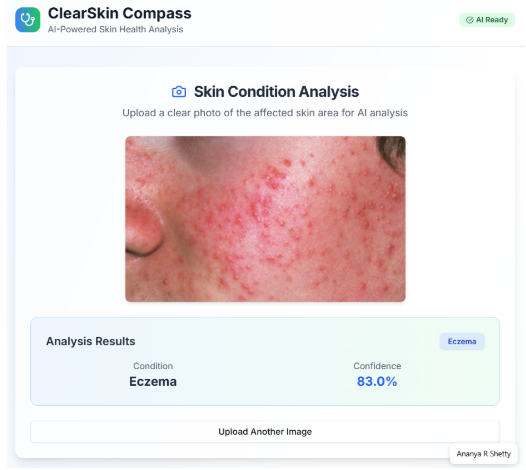 ClearSkin Compass
AI-Powered Skin Health Analysis
AI Ready
Skin Condition Analysis
Upload a clear photo of the affected skin area for AI analysis
Analysis Results
Eczema
Condition
Confidence
Eczema
83.0%
Upload Another Image
Ananya R Shetty